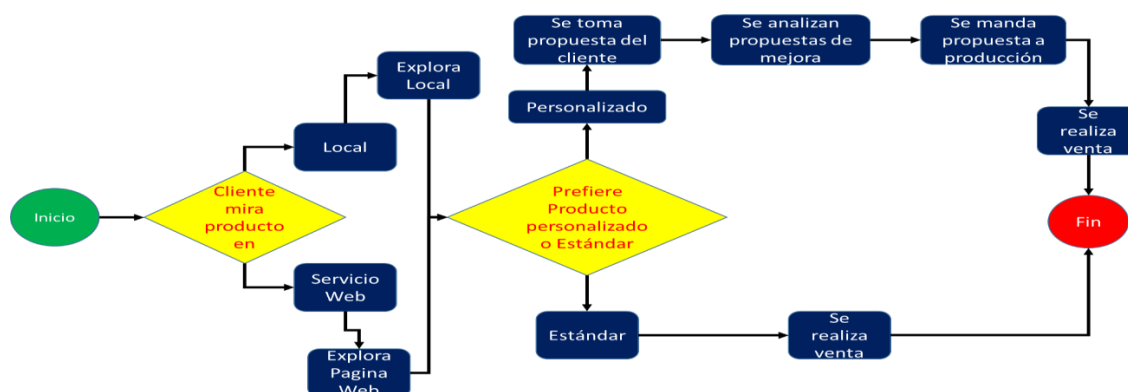 Inicio
Cliente
mira
producto
en
Local
Explora
Local
Servicio
Web
Explora
Pagina
Web
Prefiere
Producto
personalizado
o Estándar
Personalizado
Se toma
propuesta del
cliente
Se analizan
propuestas de
mejora
Se manda
propuesta a
producción
Se
realiza
venta
Estándar
Se
realiza
venta
Fin